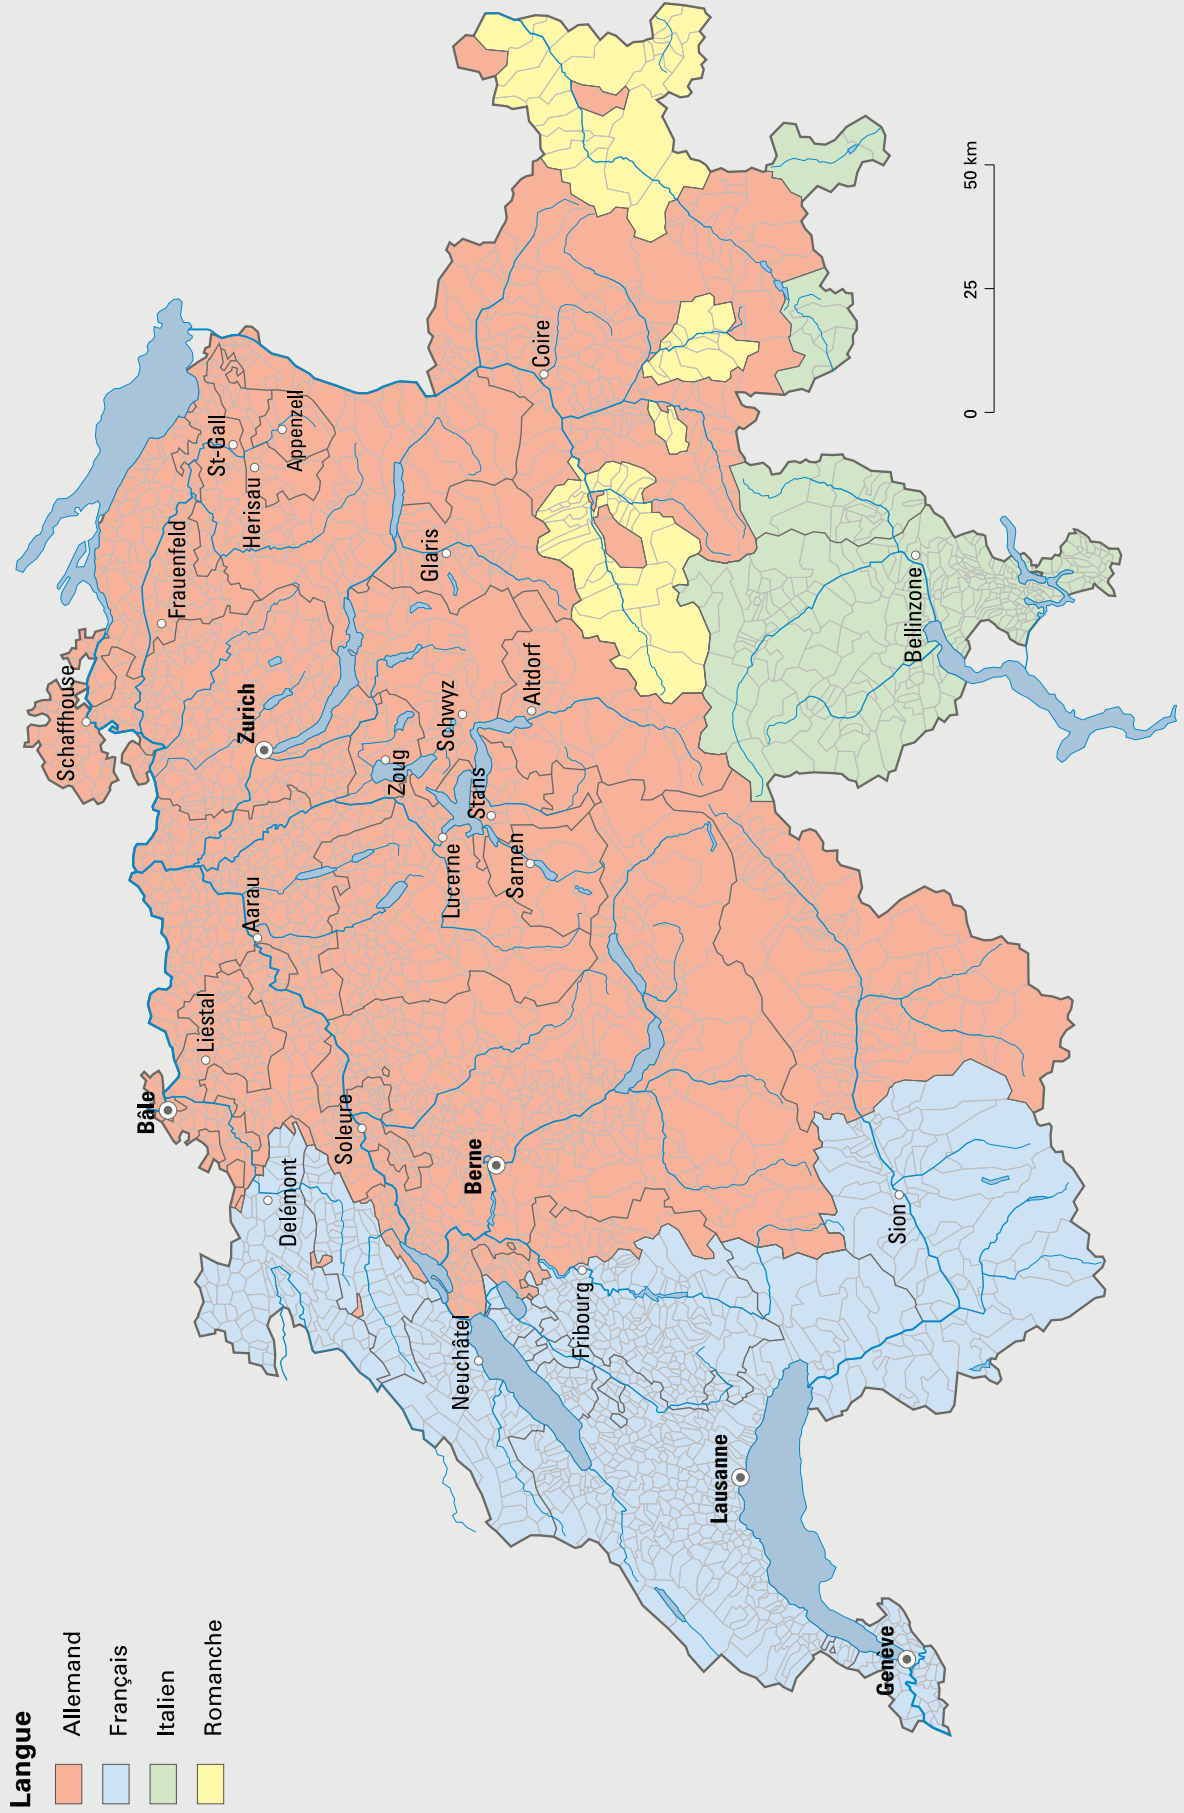 Langue
Allemand
Français
Italien
Romanche
Schaffhouse
Frauenfeld
St-Gall
Herisau
Appenzell
Bâle
Liestal
Aarau
Zurich
Delémont
Soleure
Zoug
Glaris
Lucerne
Schwyz
Stans
Sarnen
Altdorf
Coire
Neuchâtel
Berne
Fribourg
Lausanne
Sion
Bellinzone
Genève
0
25
50 km